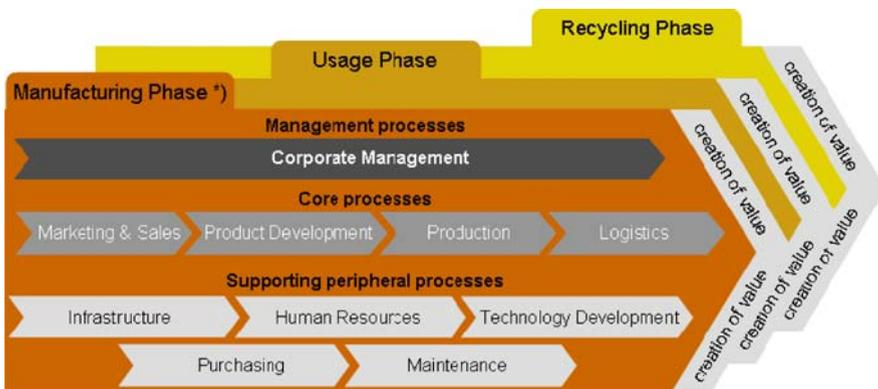 Recycling Phase
Usage Phase
Manufacturing Phase *)
Management processes
Corporate Management
Core processes
Marketing & Sales
Product Development
Production
Logistics
Supporting peripheral processes
Infrastructure
Human Resources
Technology Development
Purchasing
Maintenance
creation of value
creation of value
creation of value
creation of value
creation of value
creation of value